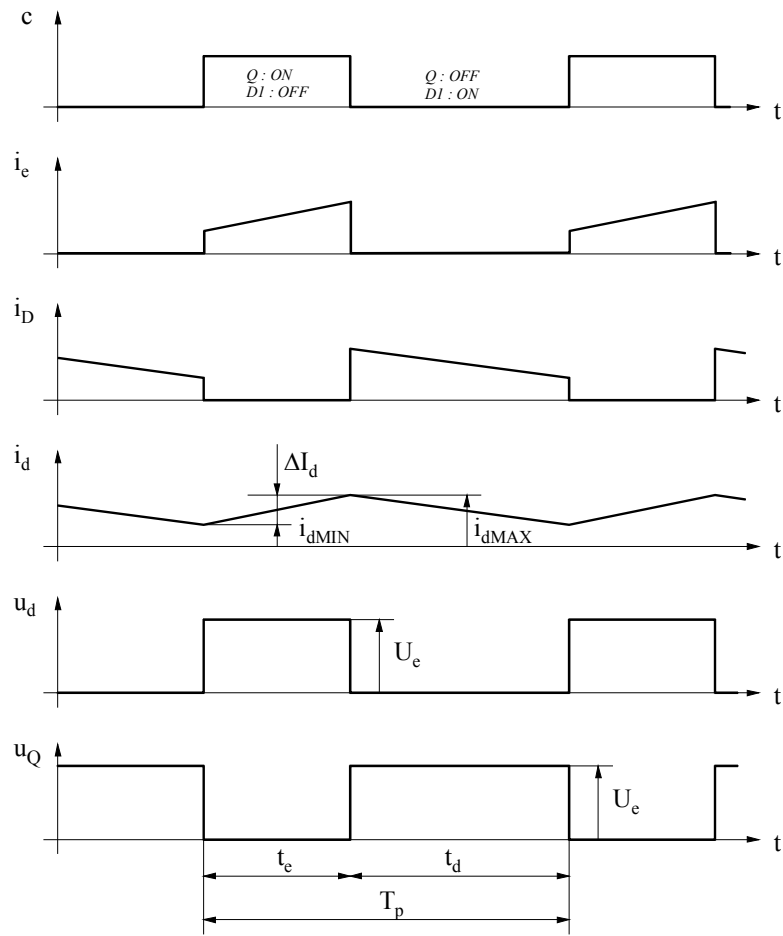 c
Q : ON
D1 : OFF
Q : OFF
D1 : ON
t
i_e
t
i_D
t
i_d
ΔI_d
i_dMIN
i_dMAX
t
u_d
U_e
t
u_Q
U_e
t
t_e
t_d
T_p